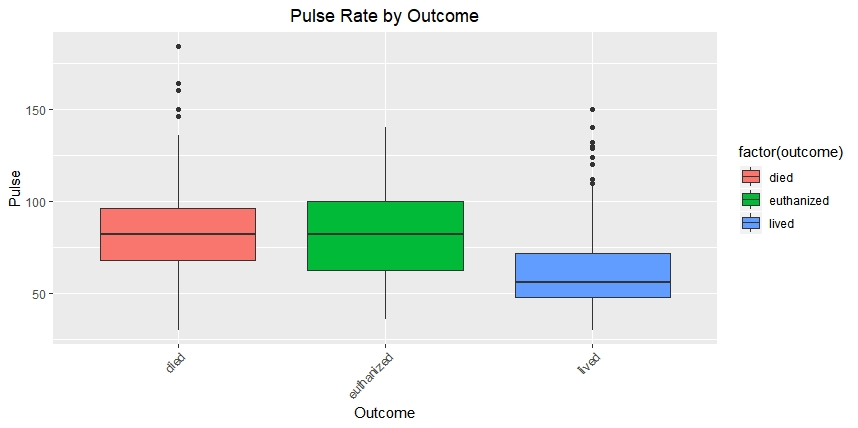 Pulse Rate by Outcome
150
100
50
Pulse
died
euthanized
lived
Outcome
factor(outcome)
died
euthanized
lived